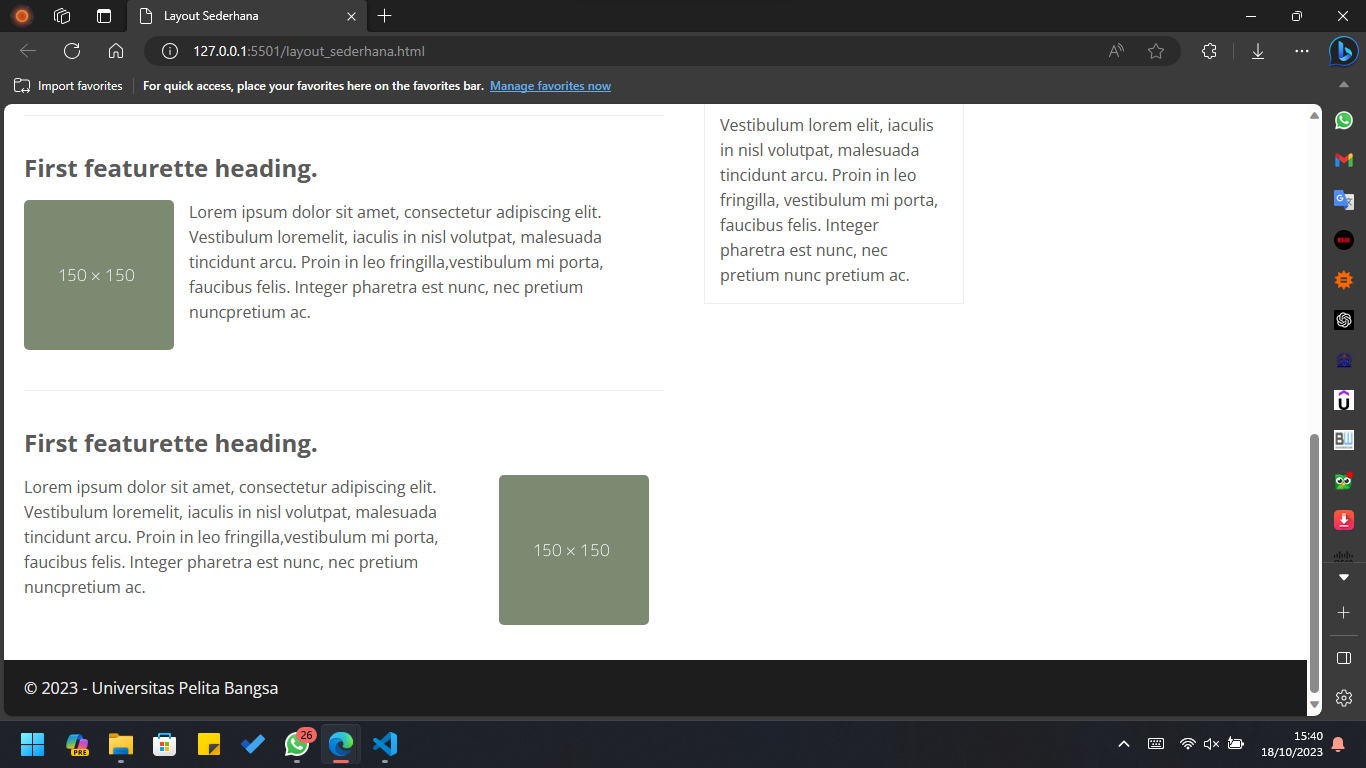 Layout Sederhana
127.0.0.1:5501/layout_sederhana.html
Import favorites
For quick access, place your favorites here on the favorites bar. Manage favorites now
First featurette heading.
150 × 150
Lorem ipsum dolor sit amet, consectetur adipiscing elit.
Vestibulum loremelit, iaculis in nisl volutpat, malesuada
tincidunt arcu. Proin in leo fringilla,vestibulum mi porta,
faucibus felis. Integer pharetra est nunc, nec pretium
nuncpretium ac.
First featurette heading.
Lorem ipsum dolor sit amet, consectetur adipiscing elit.
Vestibulum loremelit, iaculis in nisl volutpat, malesuada
tincidunt arcu. Proin in leo fringilla,vestibulum mi porta,
faucibus felis. Integer pharetra est nunc, nec pretium
nuncpretium ac.
150 × 150
Vestibulum lorem elit, iaculis
in nisl volutpat, malesuada
tincidunt arcu. Proin in leo
fringilla, vestibulum mi porta,
faucibus felis. Integer
pharetra est nunc, nec
pretium nunc pretium ac.
© 2023 - Universitas Pelita Bangsa
PRE
26
15:40
18/10/2023